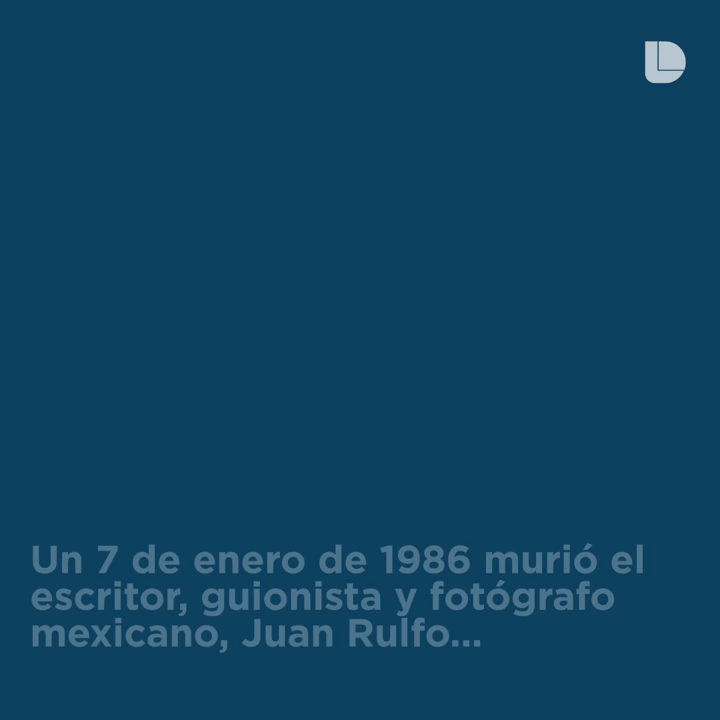 Un 7 de enero de 1986 murió el
escritor, guionista y fotógrafo
mexicano, Juan Rulfo...